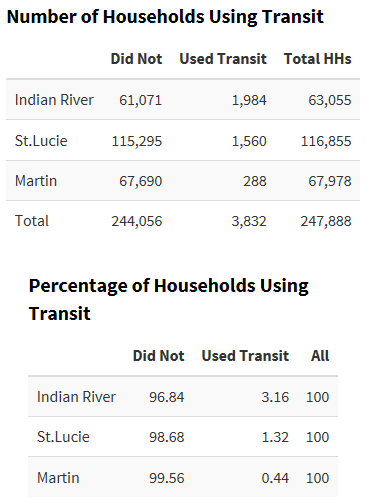 Number of Households Using Transit
Did Not Used Transit Total HHs
Indian River 61,071 1,984 63,055
St.Lucie 115,295 1,560 116,855
Martin 67,690 288 67,978
Total 244,056 3,832 247,888
Percentage of Households Using
Transit
Did Not Used Transit All
Indian River 96.84 3.16 100
St.Lucie 98.68 1.32 100
Martin 99.56 0.44 100